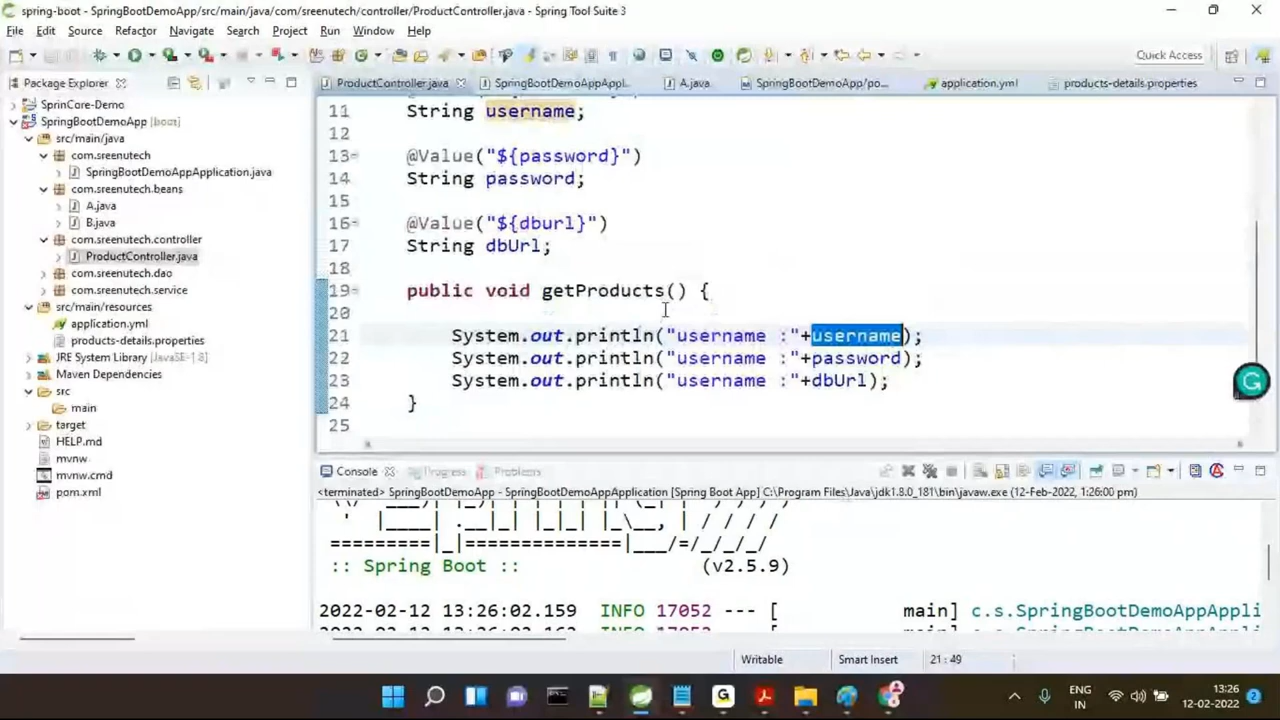 spring-boot - SpringBootDemoApp/src/main/java/com/sreenutech/controller/ProductController.java - Spring Tool Suite 3
File Edit Source Refactor Navigate Search Project Run Window Help
Quick Access
Package Explorer
SprinCore-Demo
SpringBootDemoApp [boot]
src/main/java
com.sreenutech
SpringBootDemoAppApplication.java
com.sreenutech.beans
A.java
B.java
com.sreenutech.controller
ProductController.java
com.sreenutech.dao
com.sreenutech.service
src/main/resources
application.yml
products-details.properties
JRE System Library [JavaSE-1.8]
Maven Dependencies
src
main
target
HELP.md
mvnw
mvnw.cmd
pom.xml
ProductController.java SpringBootDemoAppAppl... A.java SpringBootDemoApp/po... application.yml products-details.properties
11 String username;
12
13 @Value("${password}")
14 String password;
15
16 @Value("${dburl}")
17 String dbUrl;
18
19 public void getProducts() {
20
21 System.out.println("username :"+username);
22 System.out.println("username :"+password);
23 System.out.println("username :"+dbUrl);
24 }
25
Console Progress Problems
<terminated> SpringBootDemoApp - SpringBootDemoAppApplication [Spring Boot App] C:\Program Files\Java\jdk1.8.0_181\bin\javaw.exe (12-Feb-2022, 1:26:00 pm)
=========|_|==============|___/=/_/_/_/
:: Spring Boot :: (v2.5.9)
2022-02-12 13:26:02.159 INFO 17052 --- [ main] c.s.SpringBootDemoAppAppli
Writable Smart Insert 21 : 49
ENG
IN
13:26
12-02-2022